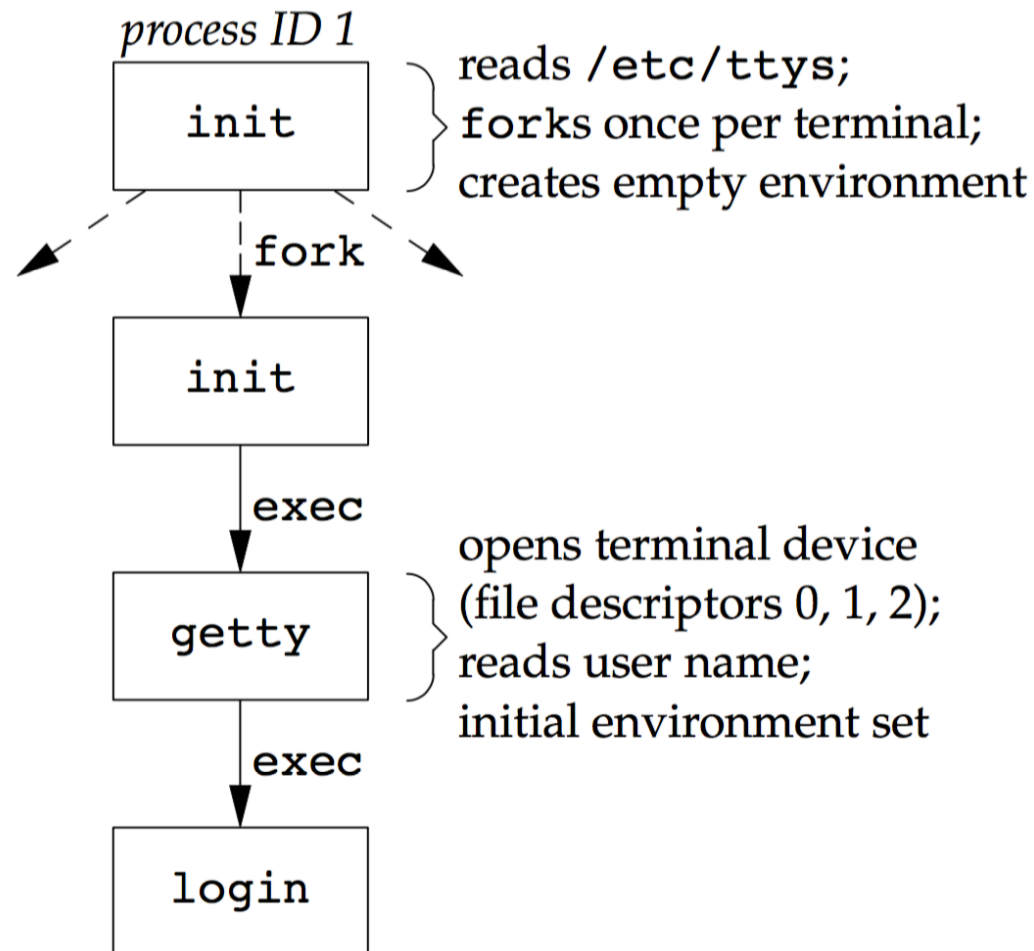 process ID 1
init
reads /etc/ttys;
forks once per terminal;
creates empty environment
fork
init
exec
getty
opens terminal device
(file descriptors 0, 1, 2);
reads user name;
initial environment set
exec
login